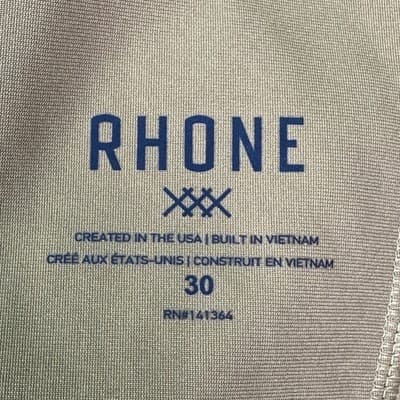 RHONE
CREATED IN THE USA | BUILT IN VIETNAM
CRÉÉ AUX ÉTATS-UNIS | CONSTRUIT EN VIETNAM
30
RN#141364